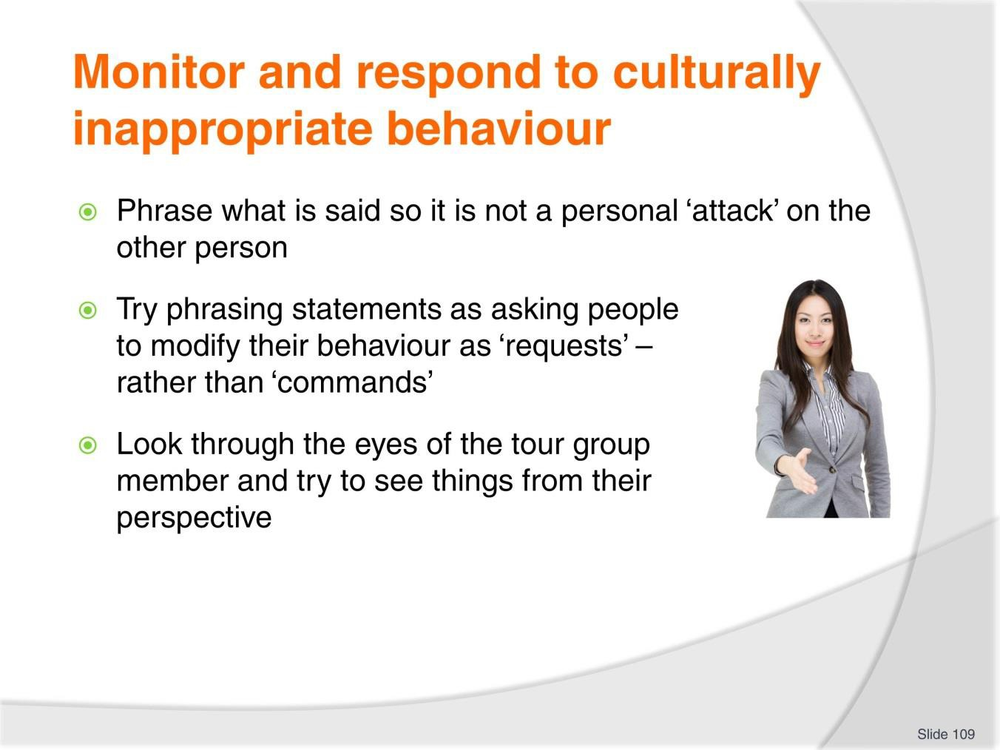 Monitor and respond to culturally
inappropriate behaviour
Phrase what is said so it is not a personal ‘attack’ on the
other person
Try phrasing statements as asking people
to modify their behaviour as ‘requests’ –
rather than ‘commands’
Look through the eyes of the tour group
member and try to see things from their
perspective
Slide 109